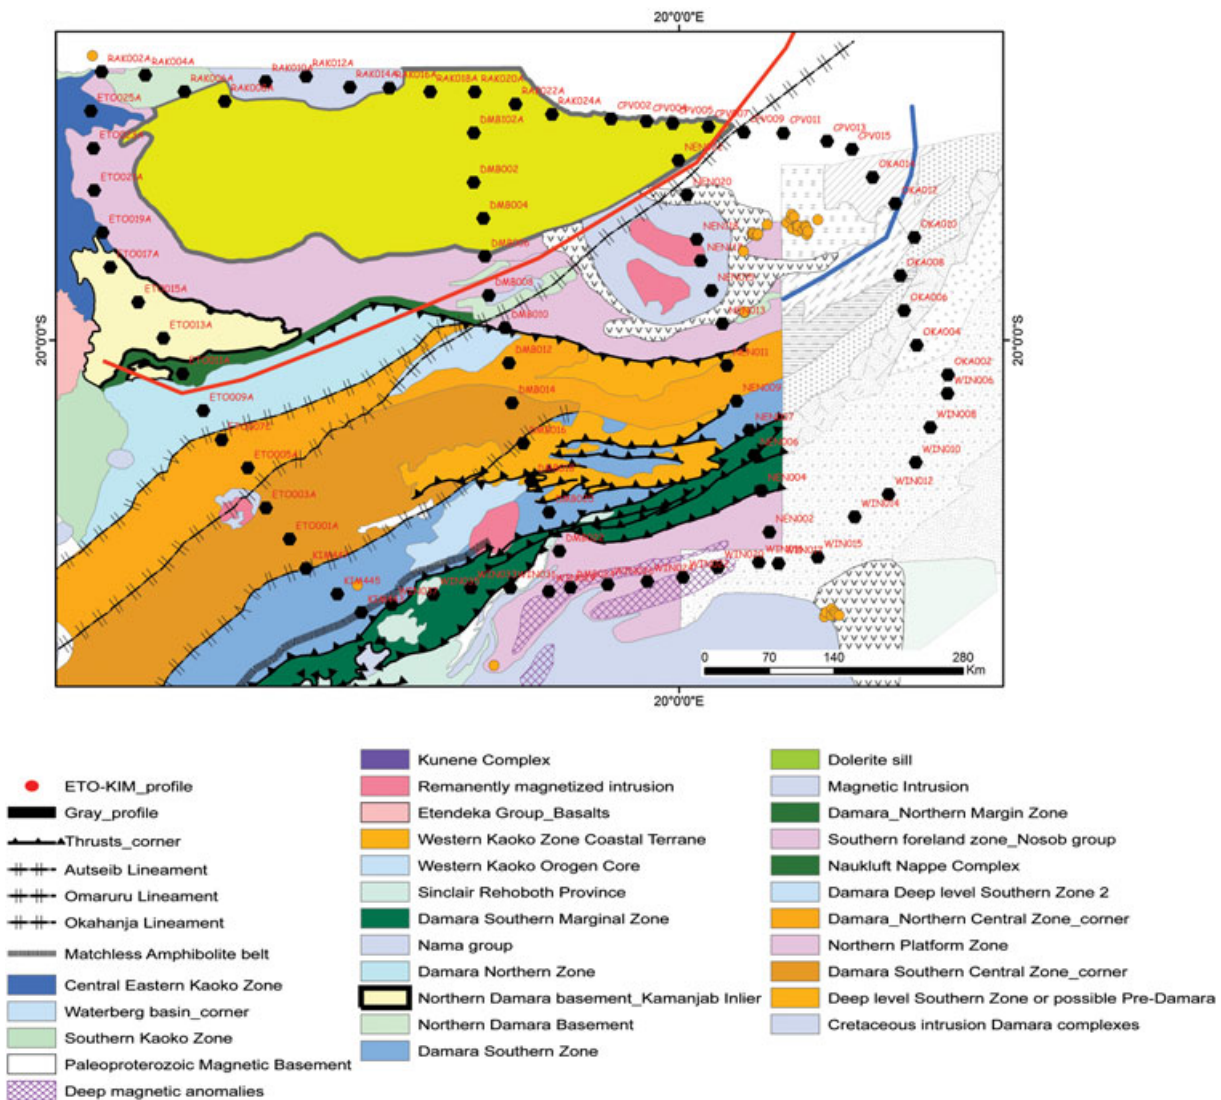 20°0'0"E
RAK002A
RAK004A
RAK006A
RAK008A
RAK010A
RAK012A
RAK014A
RAK016A
RAK018A
RAK020A
RAK022A
RAK024A
CPV002
CPV004
CPV005
CPV007
CPV009
CPV011
CPV013
CPV015
ETO025A
DMB102A
OKA014
ETO021A
DMB002
NEN020
OKA012
ETO019A
DMB004
OKA010
ETO017A
OKA008
ETO015A
DMB008
OKA006
ETO013A
DMB010
NEN013
OKA004
20°0'0"S
20°0'0"S
DMB012
NEN011
OKA002
WIN006
ETO009A
DMB014
NEN009
WIN008
DMB016
WIN010
ETO005A
NEN006
WIN012
ETO003A
NEN004
WIN014
ETO001A
NEN002
WIN015
KIM445
0 70 140 280
Km
20°0'0"E
ETO-KIM_profile
Gray_profile
Thrusts_corner
Autseib Lineament
Omaruru Lineament
Okahanja Lineament
Matchless Amphibolite belt
Central Eastern Kaoko Zone
Waterberg basin_corner
Southern Kaoko Zone
Paleoproterozoic Magnetic Basement
Deep magnetic anomalies
Kunene Complex
Remanently magnetized intrusion
Etendeka Group_Basalts
Western Kaoko Zone Coastal Terrane
Western Kaoko Orogen Core
Sinclair Rehoboth Province
Damara Southern Marginal Zone
Nama group
Damara Northern Zone
Northern Damara basement_Kamanjab Inlier
Northern Damara Basement
Damara Southern Zone
Dolerite sill
Magnetic Intrusion
Damara_Northern Margin Zone
Southern foreland zone_Nosob group
Naukluft Nappe Complex
Damara Deep level Southern Zone 2
Damara_Northern Central Zone_corner
Northern Platform Zone
Damara Southern Central Zone_corner
Deep level Southern Zone or possible Pre-Damara
Cretaceous intrusion Damara complexes